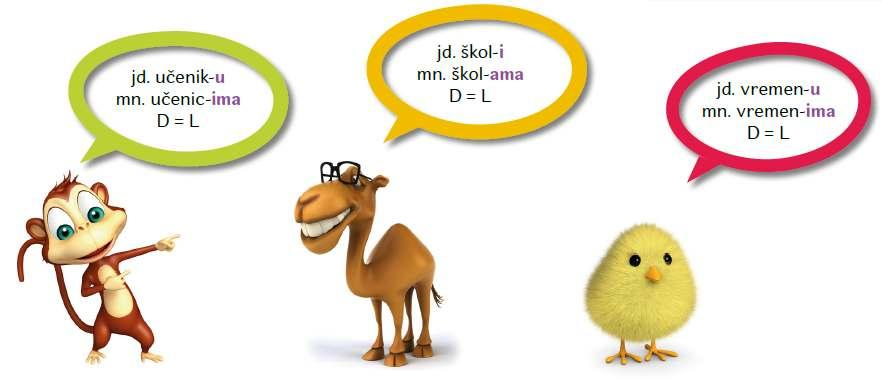 jd. učenik-u
mn. učenic-ima
D = L
jd. škol-i
mn. škol-ama
D = L
jd. vremen-u
mn. vremen-ima
D = L